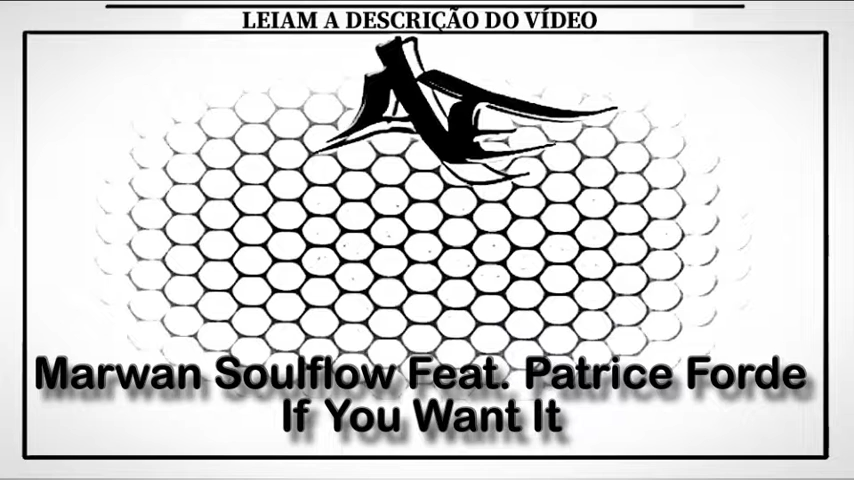 LEIAM A DESCRIÇÃO DO VÍDEO
Marwan Soulflow Feat. Patrice Forde
If You Want It